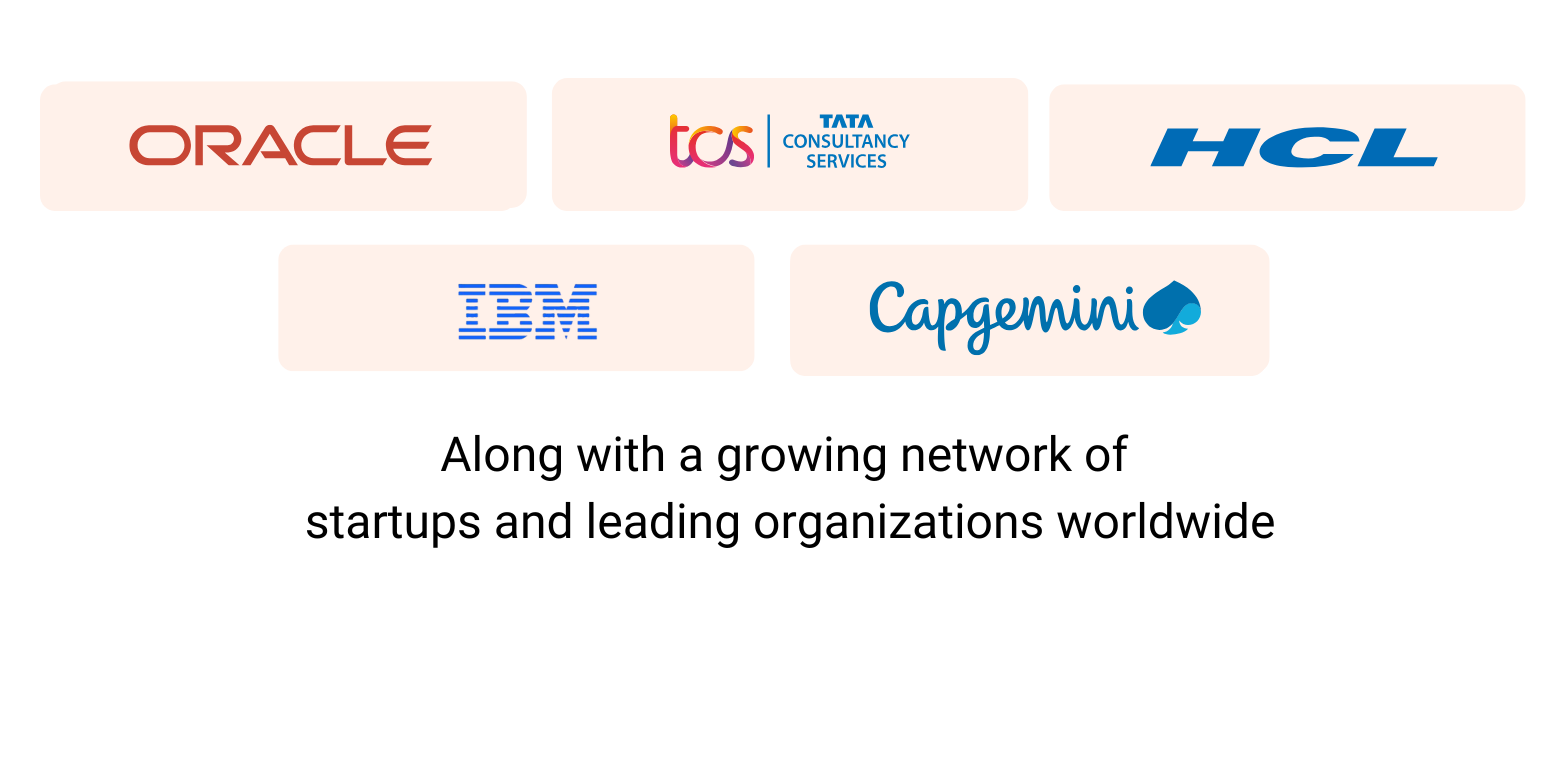 ORACLE
tcs
TATA
CONSULTANCY
SERVICES
HCL
IBM
Capgemini
Along with a growing network of
startups and leading organizations worldwide